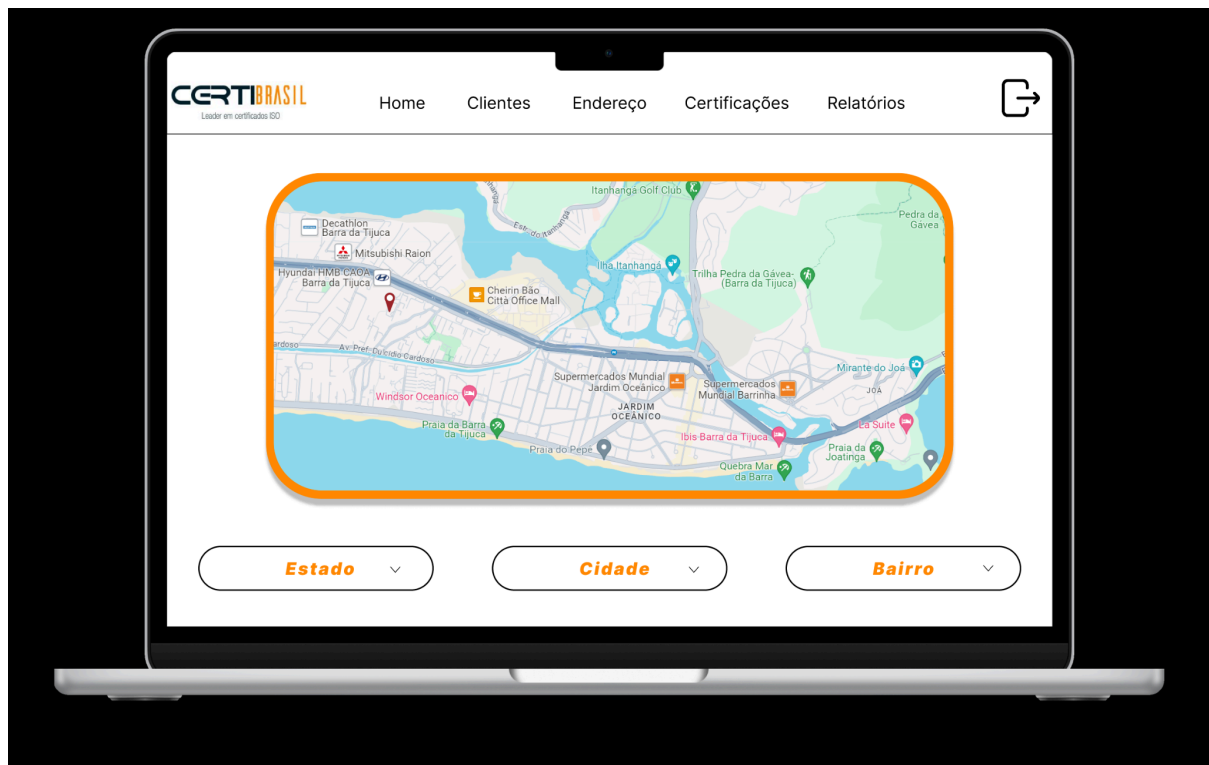 CERTIBRASIL
Leader em certificados ISO
Home
Clientes
Endereço
Certificações
Relatórios
Itanhangá Golf Club
Pedra da
Gávea
Decathlon
Barra da Tijuca
Mitsubishi Raion
Ilha Itanhangá
Hyundai HMB CAOA
Barra da Tijuca
Trilha Pedra da Gávea-
(Barra da Tijuca)
Cheirin Bão
Città Office Mall
Av. Pref. Dulcídio Cardoso
Supermercados Mundial
Jardim Oceânico
Supermercados
Mundial Barrinha
Mirante do Joá
JOÁ
Windsor Oceanico
JARDIM
OCEÂNICO
Praia da Barra
da Tijuca
Ibis Barra da Tijuca
La Suite
Praia do Pepe
Praia da
Joatinga
Quebra Mar
da Barra
Estado
Cidade
Bairro